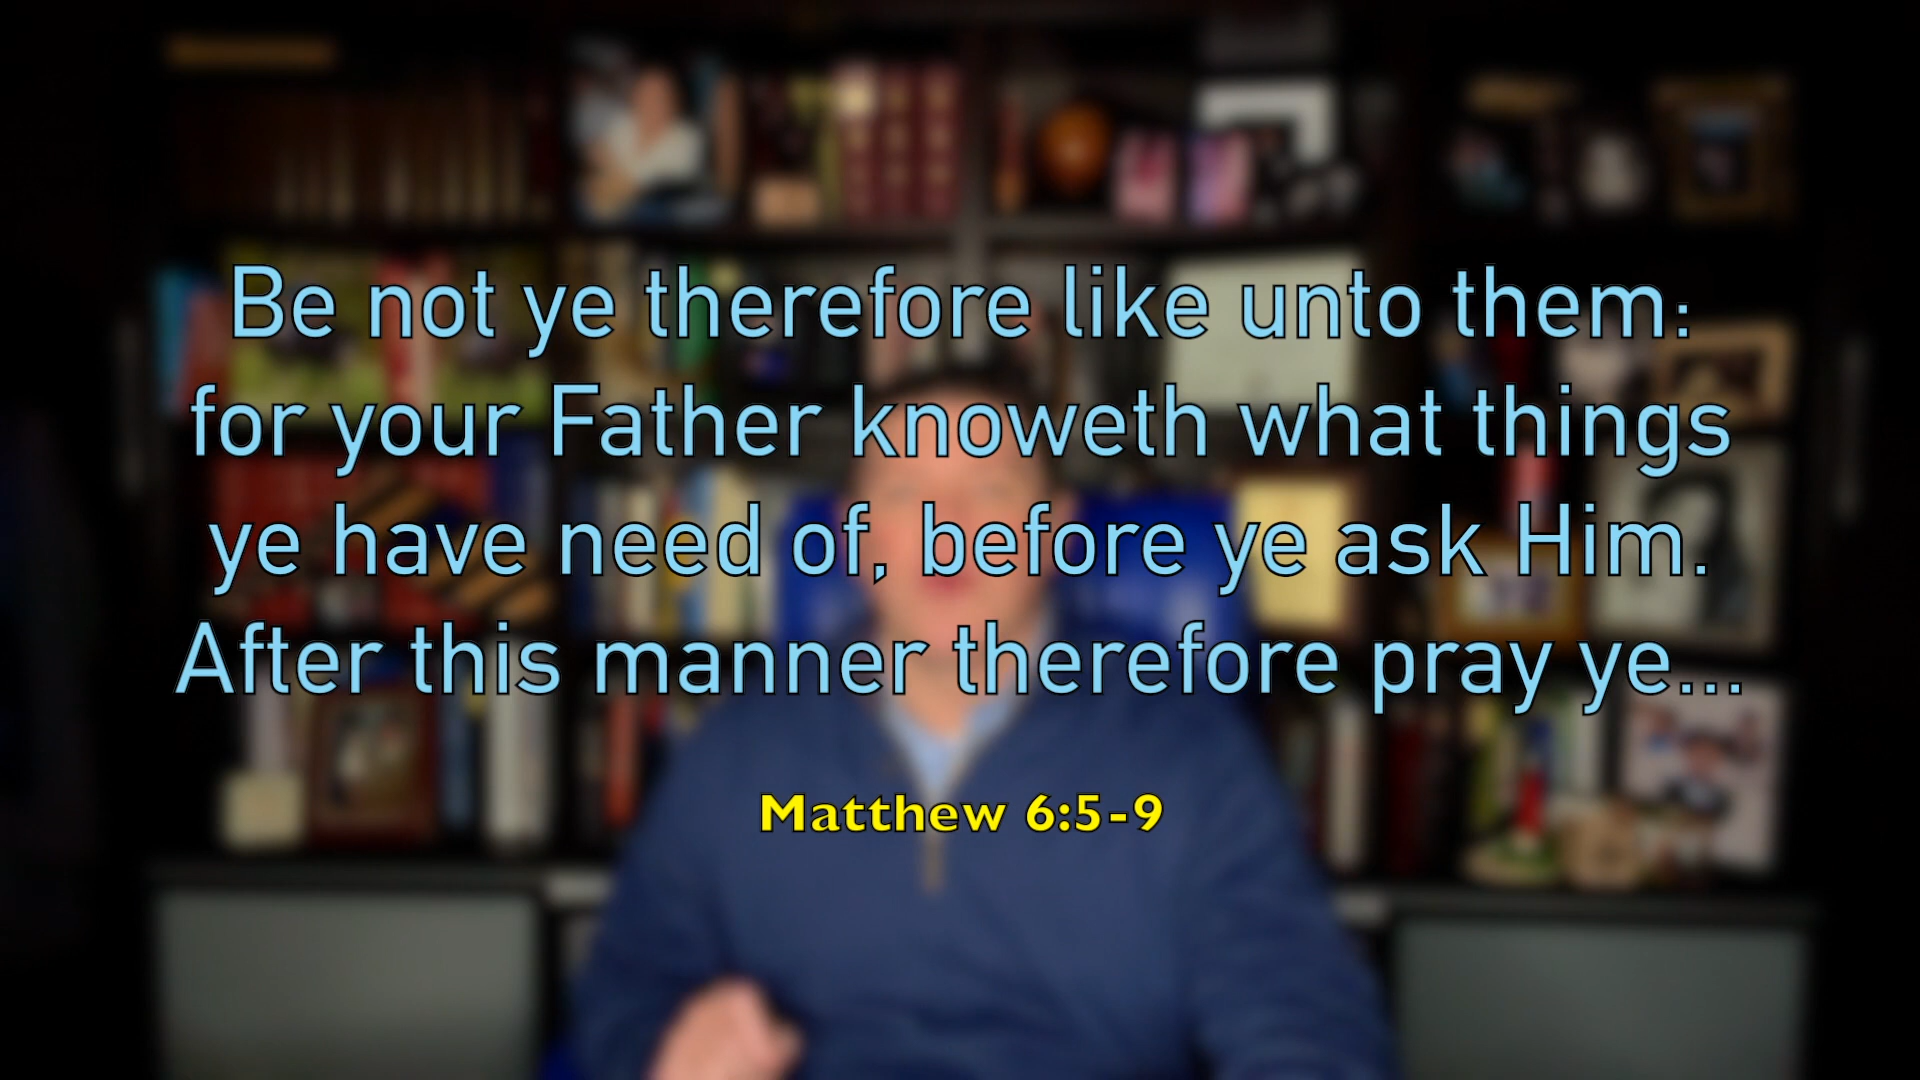 Be not ye therefore like unto them:
for your Father knoweth what things
ye have need of, before ye ask Him.
After this manner therefore pray ye...
Matthew 6:5-9